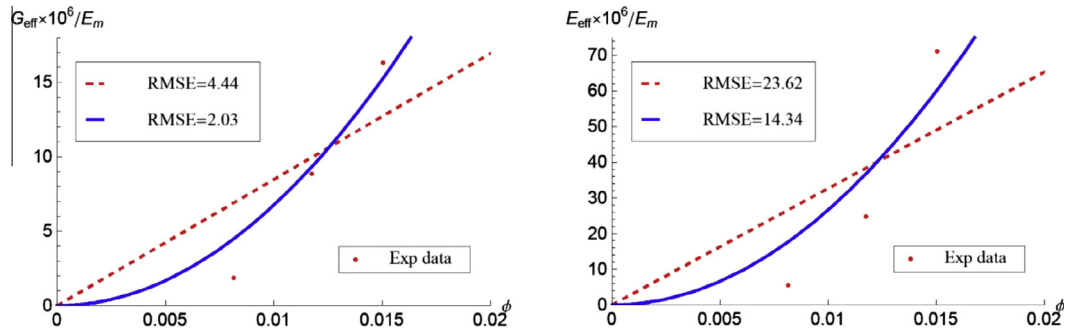 G_eff×10^6/E_m
15
10
5
0
0
0.005
0.01
0.015
0.02
ϕ
RMSE=4.44
RMSE=2.03
Exp data
E_eff×10^6/E_m
70
60
50
40
30
20
10
0
0
0.005
0.01
0.015
0.02
ϕ
RMSE=23.62
RMSE=14.34
Exp data